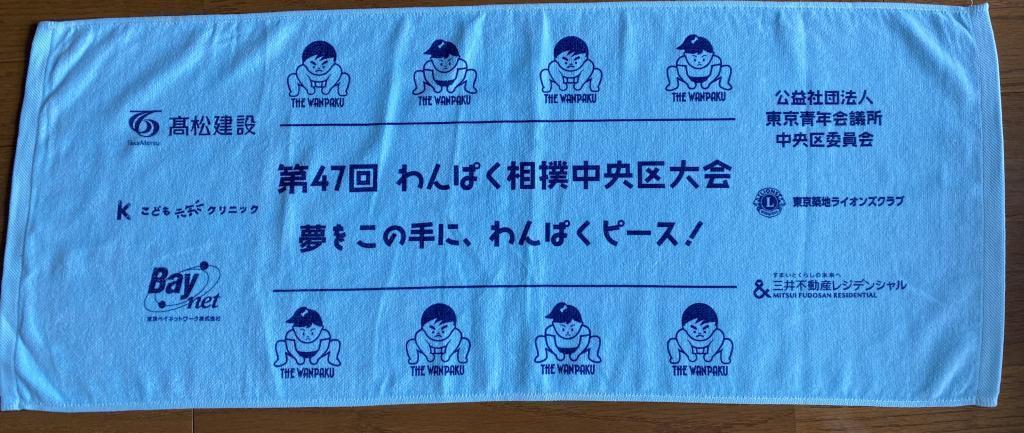 THE WANPAKU THE WANPAKU THE WANPAKU THE WANPAKU
髙松建設
TakaMatsu
K こども元気クリニック
Bay
net
東京ベイネットワーク株式会社
第47回 わんぱく相撲中央区大会
夢をこの手に、わんぱくピース!
公益社団法人
東京青年会議所
中央区委員会
LIONS
L
東京築地ライオンズクラブ
すまいとくらしの未来へ
&三井不動産レジデンシャル
MITSUI FUDOSAN RESIDENTIAL
THE WANPAKU THE WANPAKU THE WANPAKU THE WANPAKU